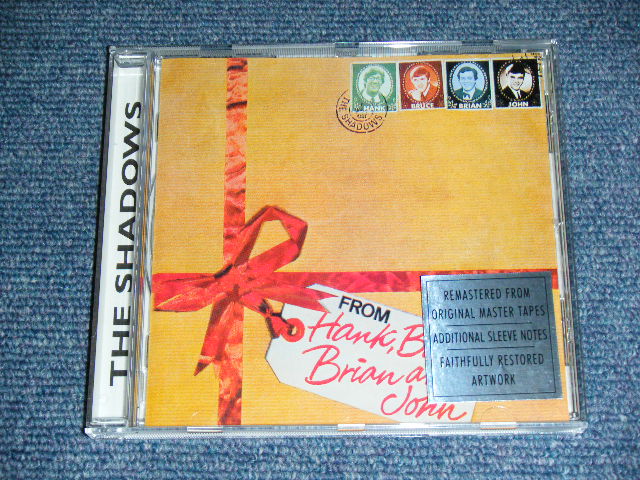 THE SHADOWS
HANK
BRUCE
BRIAN
JOHN
THE SHADOWS
FROM
Hank, B
Brian a
John
REMASTERED FROM
ORIGINAL MASTER TAPES
ADDITIONAL SLEEVE NOTES
FAITHFULLY RESTORED
ARTWORK